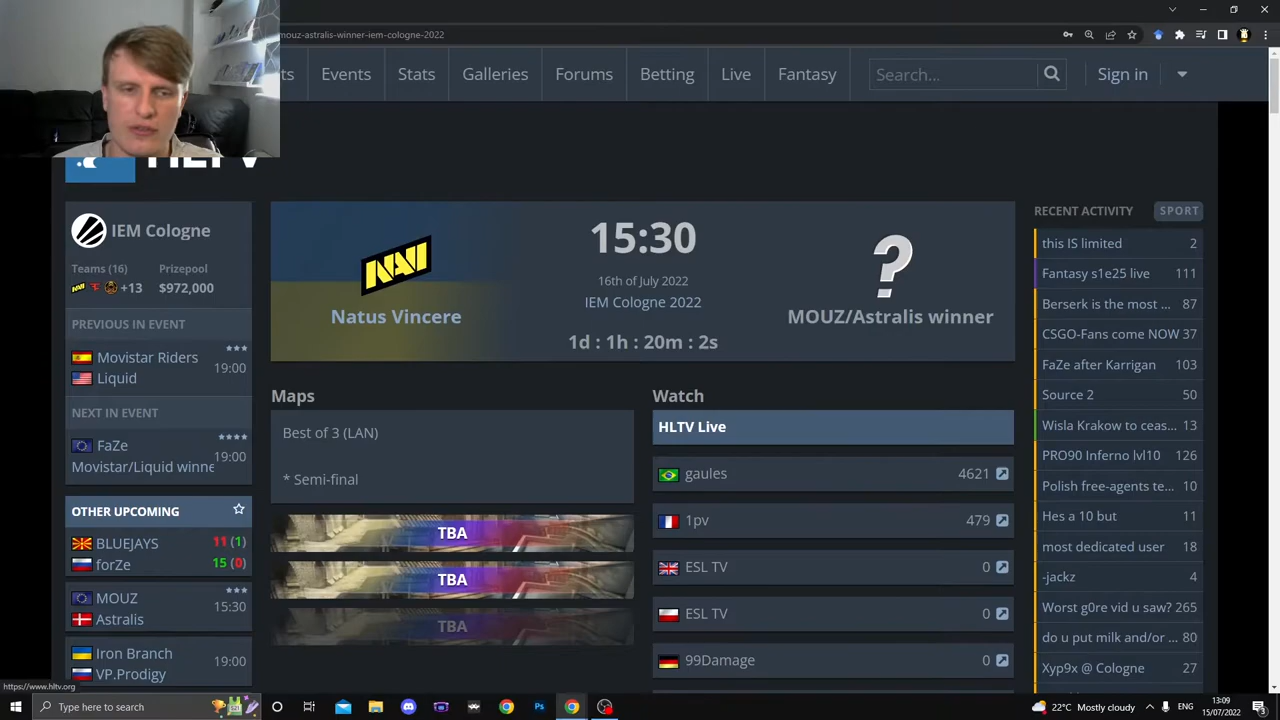 mouz-astralis-winner-iem-cologne-2022
ts
Events
Stats
Galleries
Forums
Betting
Live
Fantasy
Search...
Sign in
HLTV
IEM Cologne
Teams (16)
Prizepool
+13
$972,000
PREVIOUS IN EVENT
Movistar Riders
Liquid
19:00
NEXT IN EVENT
FaZe
Movistar/Liquid winne
19:00
OTHER UPCOMING
BLUEJAYS
11 (1)
forZe
15 (0)
MOUZ
Astralis
15:30
Iron Branch
VP.Prodigy
19:00
NAVI
Natus Vincere
15:30
16th of July 2022
IEM Cologne 2022
1d : 1h : 20m : 2s
?
MOUZ/Astralis winner
Maps
Best of 3 (LAN)
* Semi-final
TBA
TBA
TBA
Watch
HLTV Live
gaules
4621
1pv
479
ESL TV
0
ESL TV
0
99Damage
0
RECENT ACTIVITY
SPORT
this IS limited
2
Fantasy s1e25 live
111
Berserk is the most ...
87
CSGO-Fans come NOW
37
FaZe after Karrigan
103
Source 2
50
Wisla Krakow to ceas...
13
PRO90 Inferno lvl10
126
Polish free-agents te...
10
Hes a 10 but
11
most dedicated user
18
-jackz
4
Worst g0re vid u saw?
265
do u put milk and/or ...
80
Xyp9x @ Cologne
27
https://www.hltv.org
Type here to search
22°C Mostly cloudy
ENG
13:09
15/07/2022
3